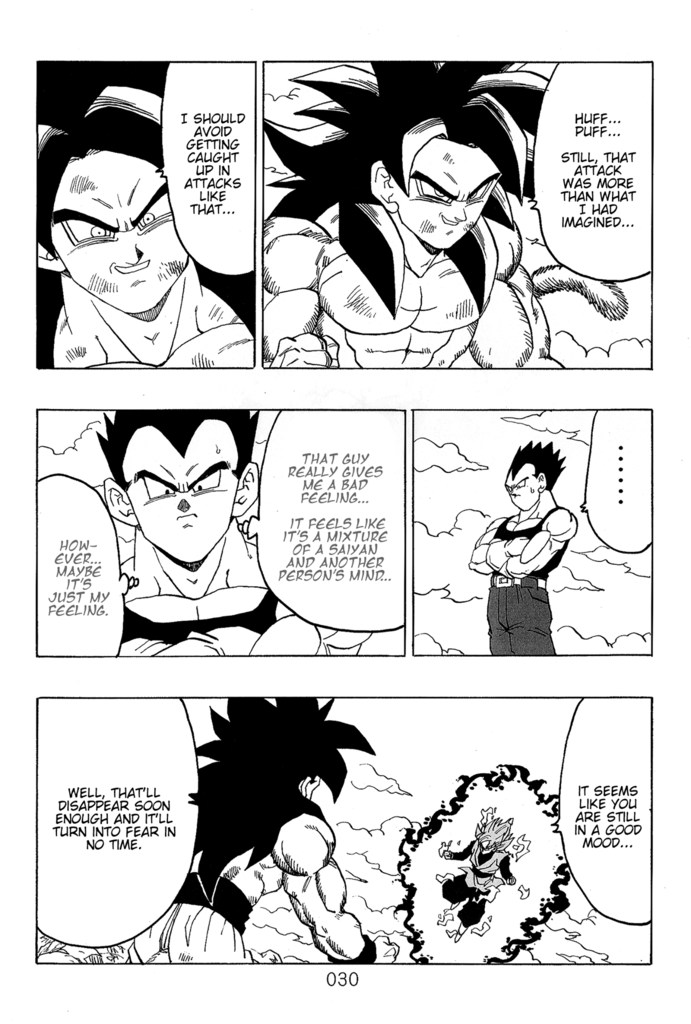 HUFF...
PUFF...
STILL, THAT
ATTACK
WAS MORE
THAN WHAT
I HAD
IMAGINED...
I SHOULD
AVOID
GETTING
CAUGHT
UP IN
ATTACKS
LIKE
THAT...
.....
THAT GUY
REALLY GIVES
ME A BAD
FEELING...
IT FEELS LIKE
IT'S A MIXTURE
OF A SAIYAN
AND ANOTHER
PERSON'S MIND...
HOW-
EVER...
MAYBE
IT'S
JUST MY
FEELING.
IT SEEMS
LIKE YOU
ARE STILL
IN A GOOD
MOOD...
WELL, THAT'LL
DISAPPEAR SOON
ENOUGH AND IT'LL
TURN INTO FEAR IN
NO TIME.
030